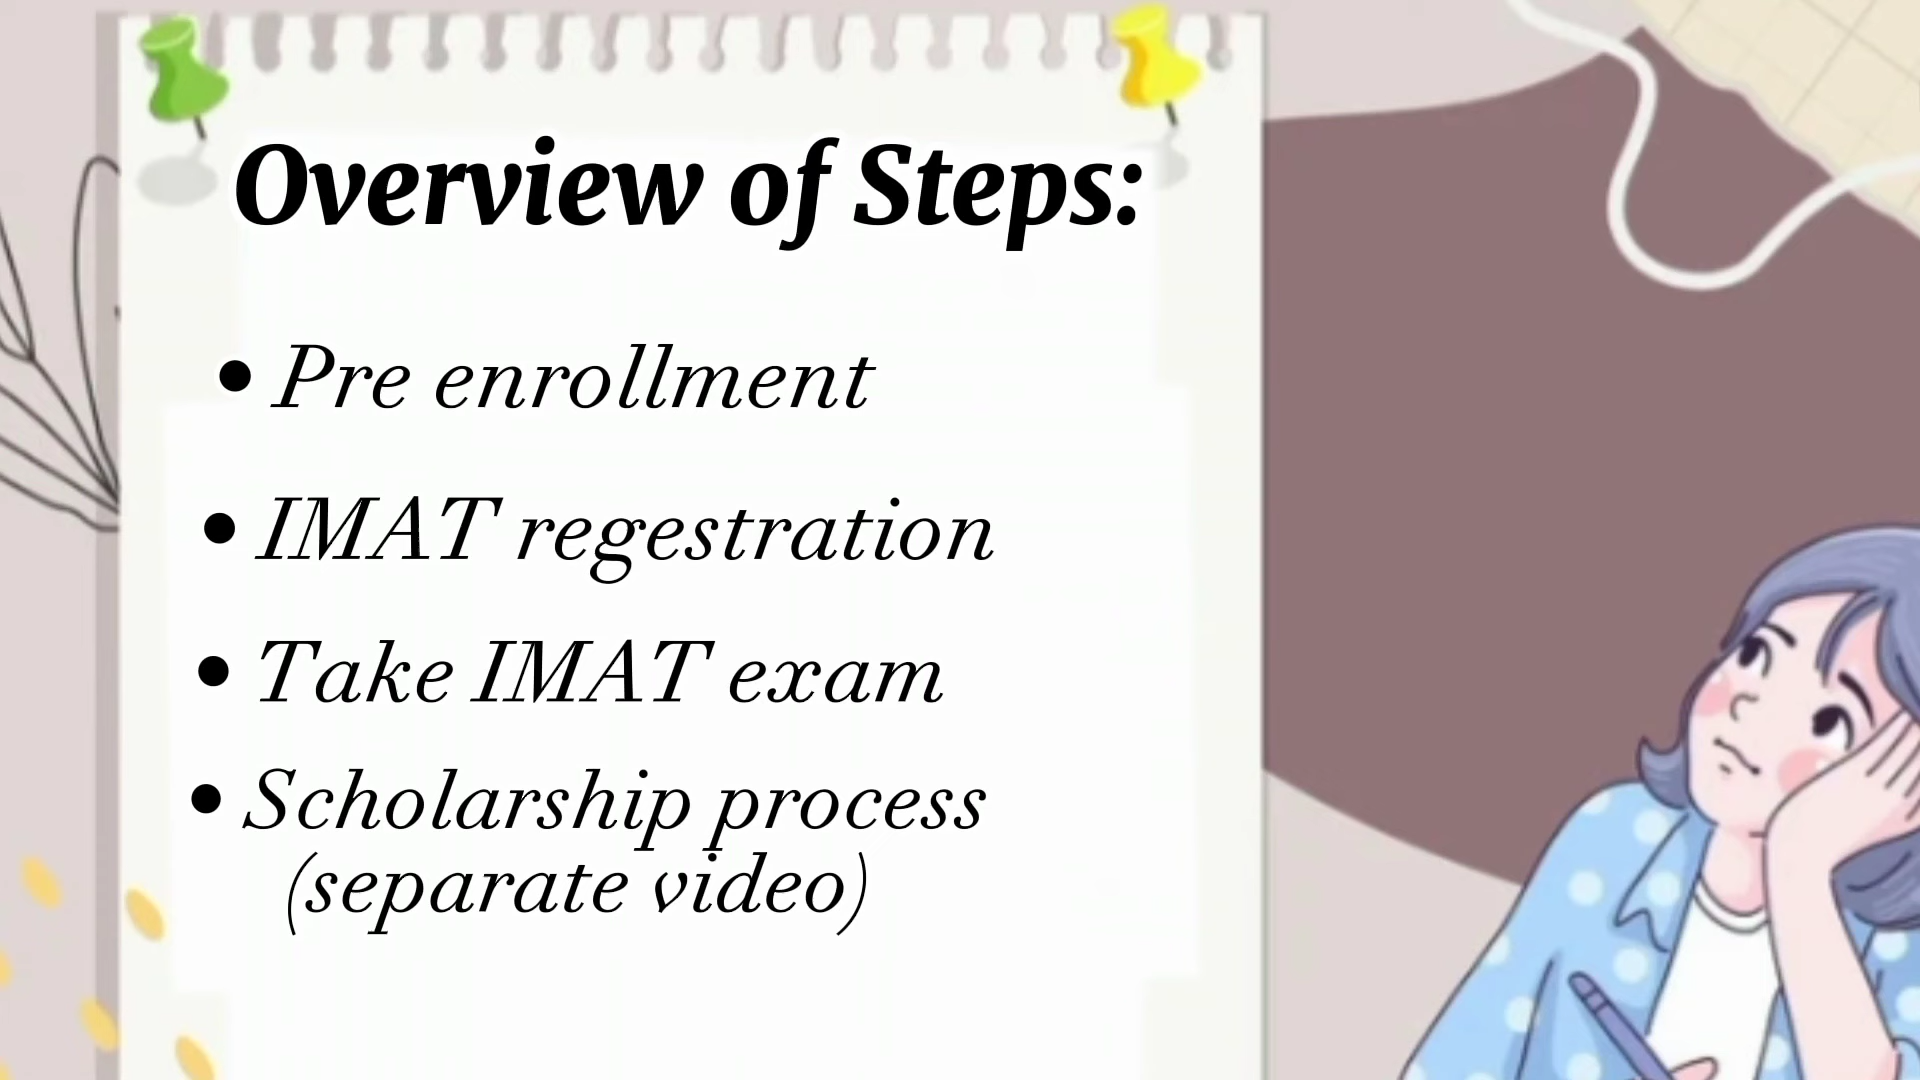 Overview of Steps:
• Pre enrollment
• IMAT regestration
• Take IMAT exam
• Scholarship process
(separate video)